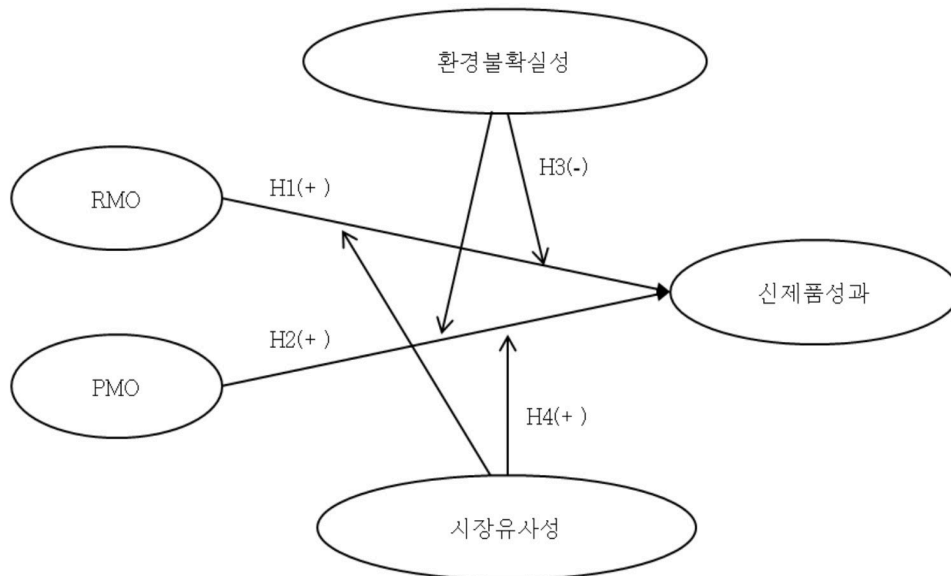 환경불확실성
H3(-)
H1(+ )
RMO
신제품성과
H2(+ )
PMO
H4(+ )
시장유사성